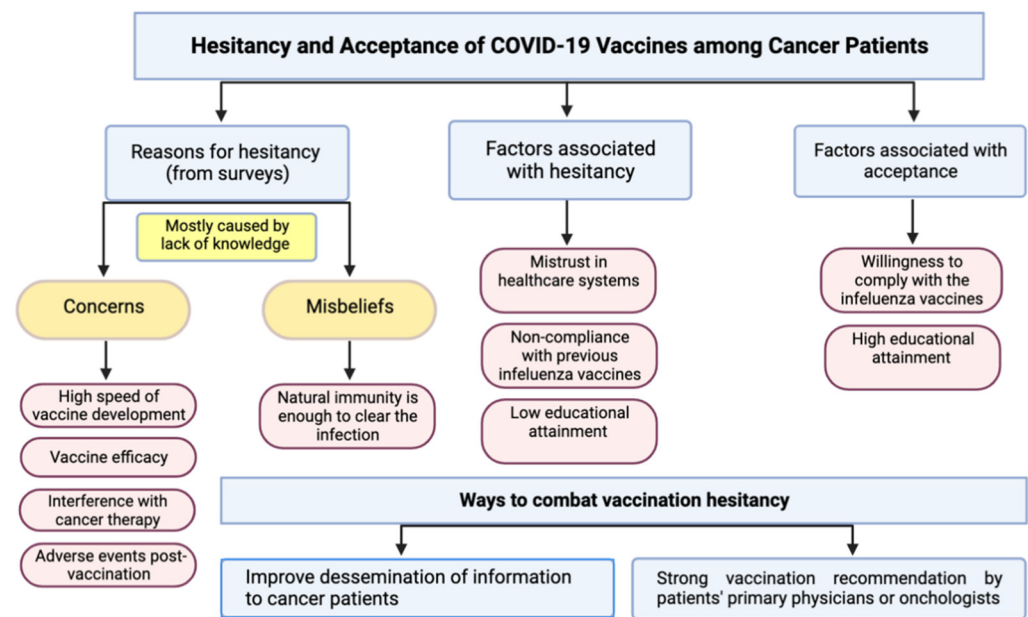 Hesitancy and Acceptance of COVID-19 Vaccines among Cancer Patients
Reasons for hesitancy
(from surveys)
Mostly caused by
lack of knowledge
Concerns
High speed of
vaccine development
Vaccine efficacy
Interference with
cancer therapy
Adverse events post-
vaccination
Misbeliefs
Natural immunity is
enough to clear the
infection
Factors associated
with hesitancy
Mistrust in
healthcare systems
Non-compliance
with previous
infeluenza vaccines
Low educational
attainment
Factors associated with
acceptance
Willingness to
comply with the
infeluenza vaccines
High educational
attainment
Ways to combat vaccination hesitancy
Improve dessemination of information
to cancer patients
Strong vaccination recommendation by
patients' primary physicians or onchologists